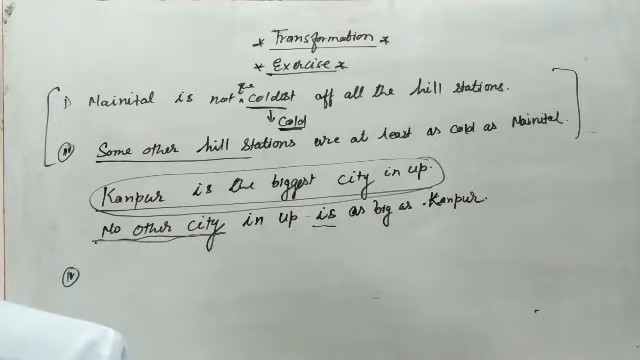 * Transformation *
* Exercise *
i) Nainital is not the coldest off all the hill stations.
↓ Cold
(iii) Some other hill stations are at least as cold as Nainital.
Kanpur is the biggest city in up.
No other city in up is as big as Kanpur.
(iv)